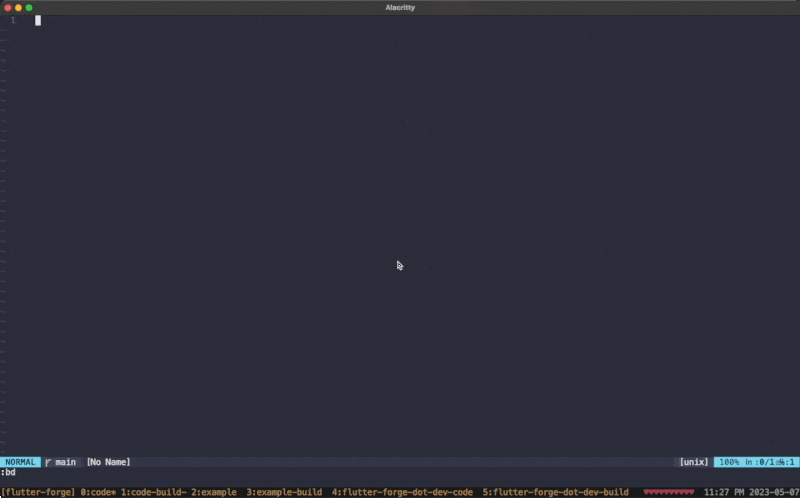 Alacritty
1
NORMAL main [No Name] [unix] 100% ln :0/1 :1
:bd
[flutter-forge] 0:code* 1:code-build- 2:example 3:example-build 4:flutter-forge-dot-dev-code 5:flutter-forge-dot-dev-build ♥♥♥♥♥♥♥♥♥♥ 11:27 PM 2023-05-07